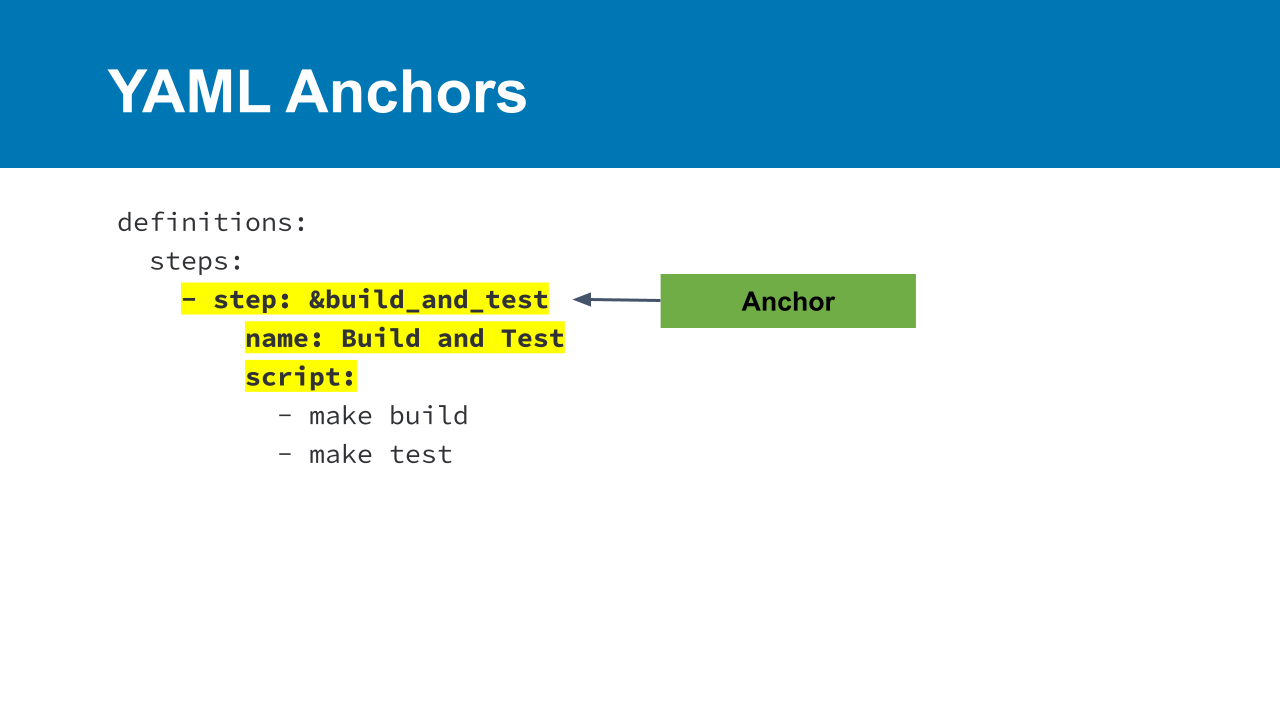 YAML Anchors
definitions:
  steps:
    - step: &build_and_test
        name: Build and Test
        script:
          - make build
          - make test
Anchor